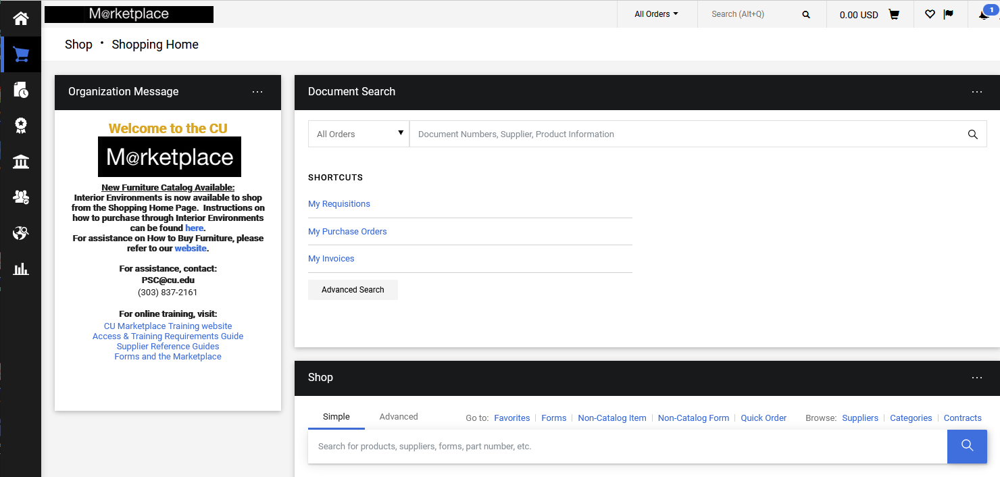 M@rketplace
All Orders
Search (Alt+Q)
0.00 USD
1
Shop • Shopping Home
Organization Message
...
Welcome to the CU
M@rketplace
New Furniture Catalog Available:
Interior Environments is now available to shop
from the Shopping Home Page. Instructions on
how to purchase through Interior Environments
can be found here.
For assistance on How to Buy Furniture, please
refer to our website.
For assistance, contact:
PSC@cu.edu
(303) 837-2161
For online training, visit:
CU Marketplace Training website
Access & Training Requirements Guide
Supplier Reference Guides
Forms and the Marketplace
Document Search
...
All Orders
Document Numbers, Supplier, Product Information
SHORTCUTS
My Requisitions
My Purchase Orders
My Invoices
Advanced Search
Shop
...
Simple
Advanced
Go to: Favorites | Forms | Non-Catalog Item | Non-Catalog Form | Quick Order
Browse: Suppliers | Categories | Contracts
Search for products, suppliers, forms, part number, etc.